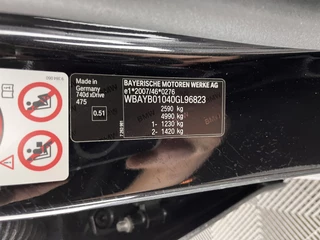 Made in
Germany
740d xDrive
475
0.51
BAYERISCHE MOTOREN WERKE AG
e1*2007/46*0276
WBAYB01040GL96823
2590 kg
4990 kg
1- 1230 kg
2- 1420 kg